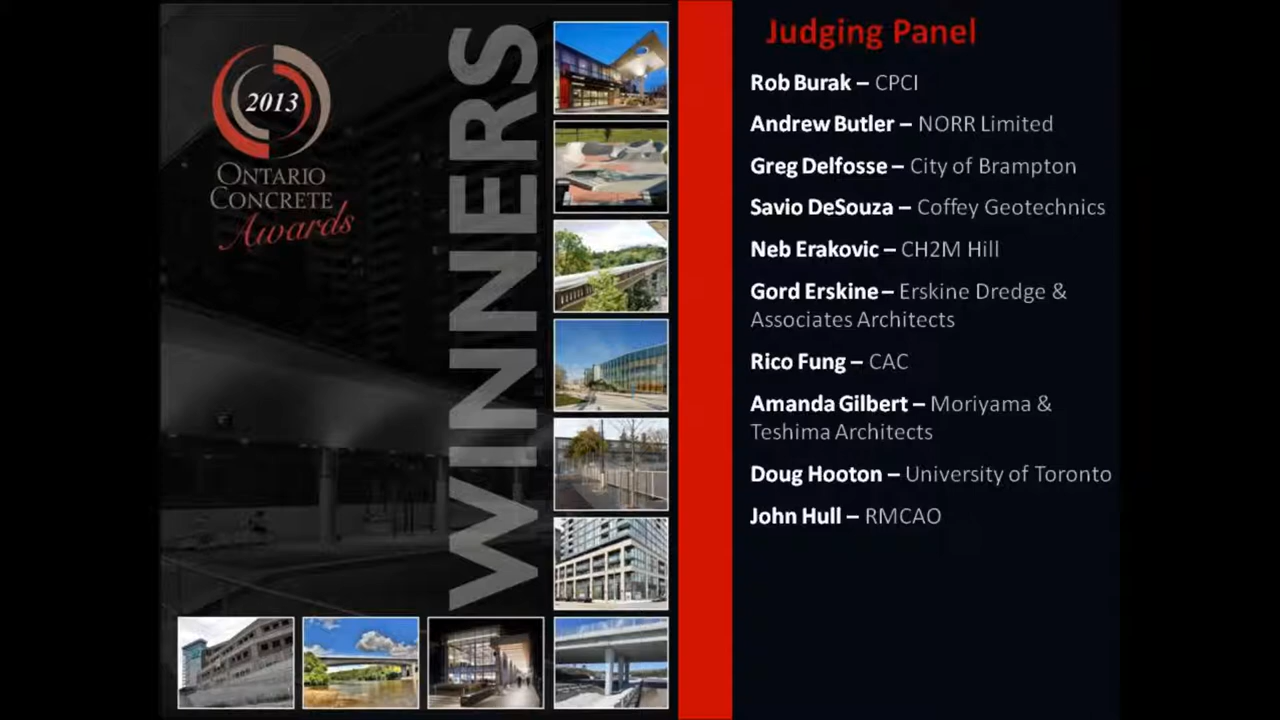 2013
ONTARIO
CONCRETE
Awards
WINNERS
Judging Panel
Rob Burak – CPCI
Andrew Butler – NORR Limited
Greg Delfosse – City of Brampton
Savio DeSouza – Coffey Geotechnics
Neb Erakovic – CH2M Hill
Gord Erskine – Erskine Dredge &
Associates Architects
Rico Fung – CAC
Amanda Gilbert – Moriyama &
Teshima Architects
Doug Hooton – University of Toronto
John Hull – RMCAO